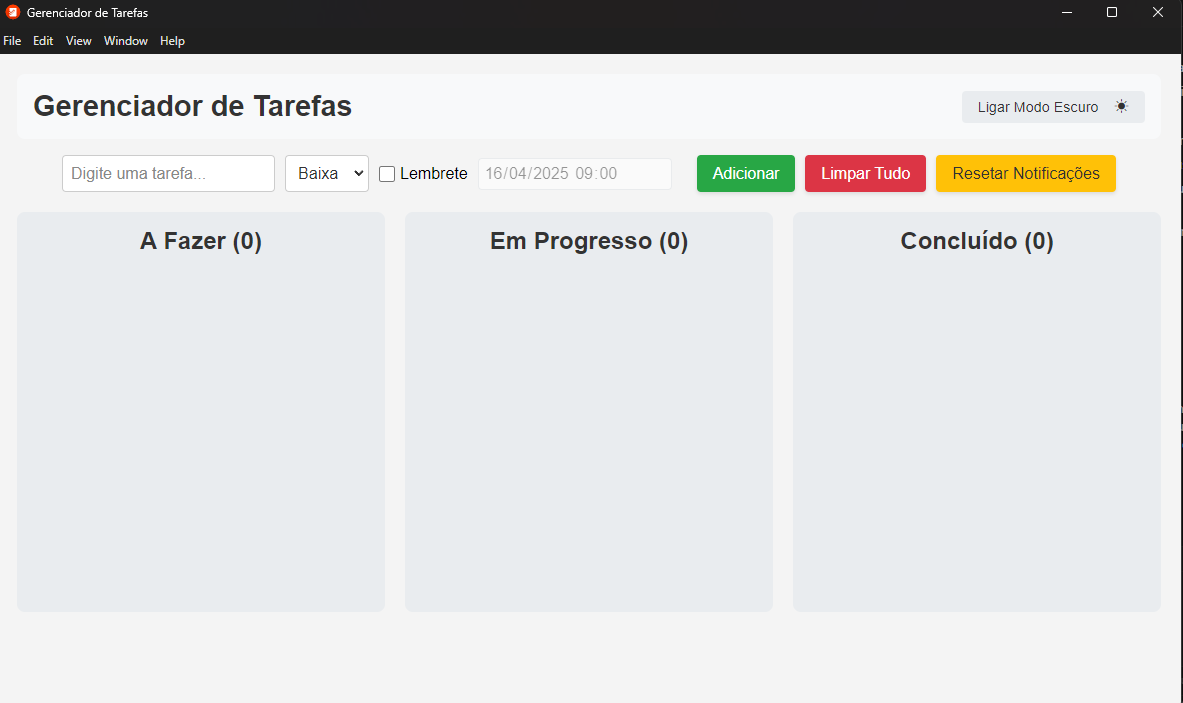 Gerenciador de Tarefas
File Edit View Window Help
Gerenciador de Tarefas
Ligar Modo Escuro
Digite uma tarefa... Baixa Lembrete 16/04/2025 09:00 Adicionar Limpar Tudo Resetar Notificações
A Fazer (0) Em Progresso (0) Concluído (0)